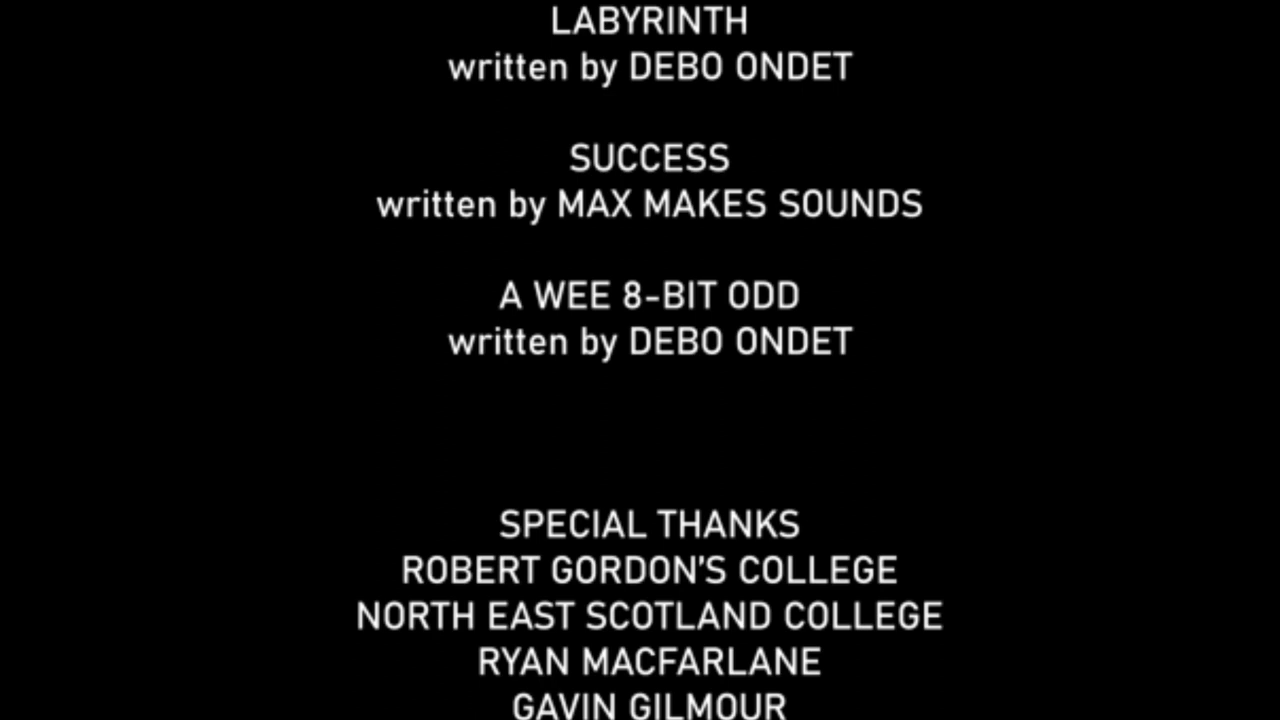 LABYRINTH
written by DEBO ONDET
SUCCESS
written by MAX MAKES SOUNDS
A WEE 8-BIT ODD
written by DEBO ONDET
SPECIAL THANKS
ROBERT GORDON'S COLLEGE
NORTH EAST SCOTLAND COLLEGE
RYAN MACFARLANE
GAVIN GILMOUR